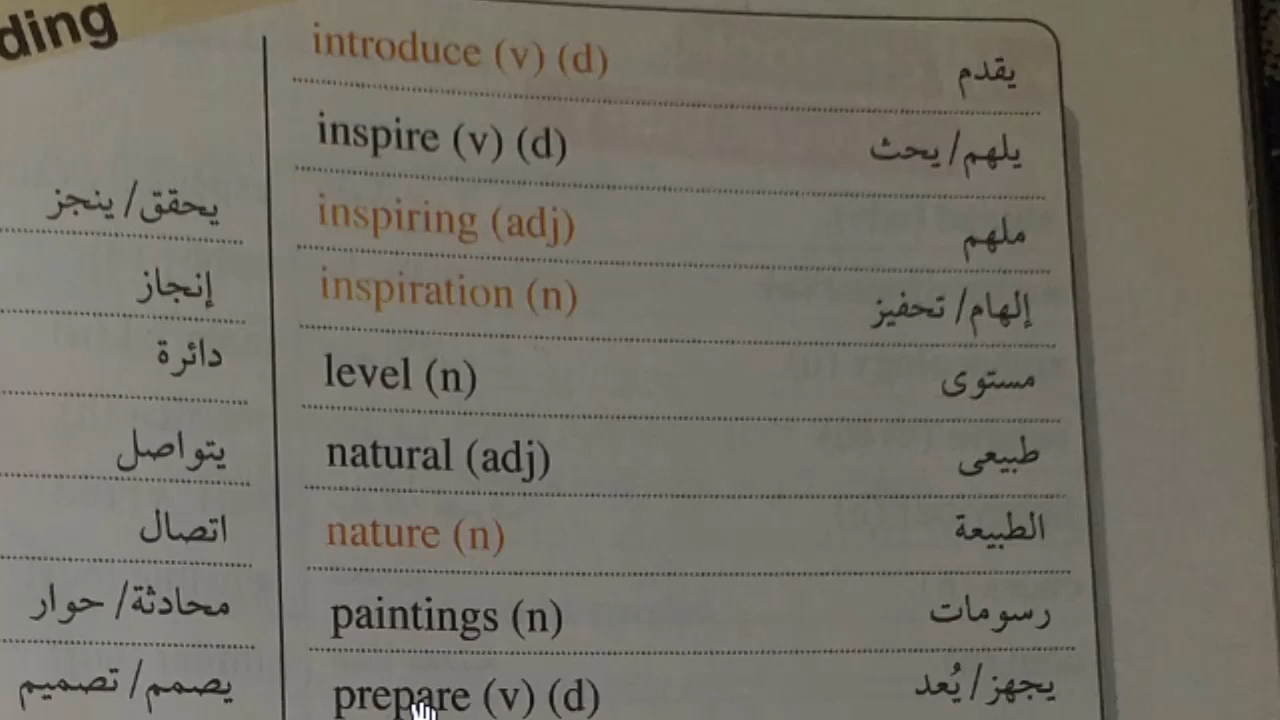 ding
introduce (v) (d) يقدم
inspire (v) (d) يلهم/يحث
inspiring (adj) ملهم
inspiration (n) إلهام/تحفيز
level (n) مستوى
natural (adj) طبيعى
nature (n) الطبيعة
paintings (n) رسومات
prepare (v) (d) يجهز/يُعد
يحقق/ينجز
إنجاز
دائرة
يتواصل
اتصال
محادثة/حوار
يصمم/تصميم